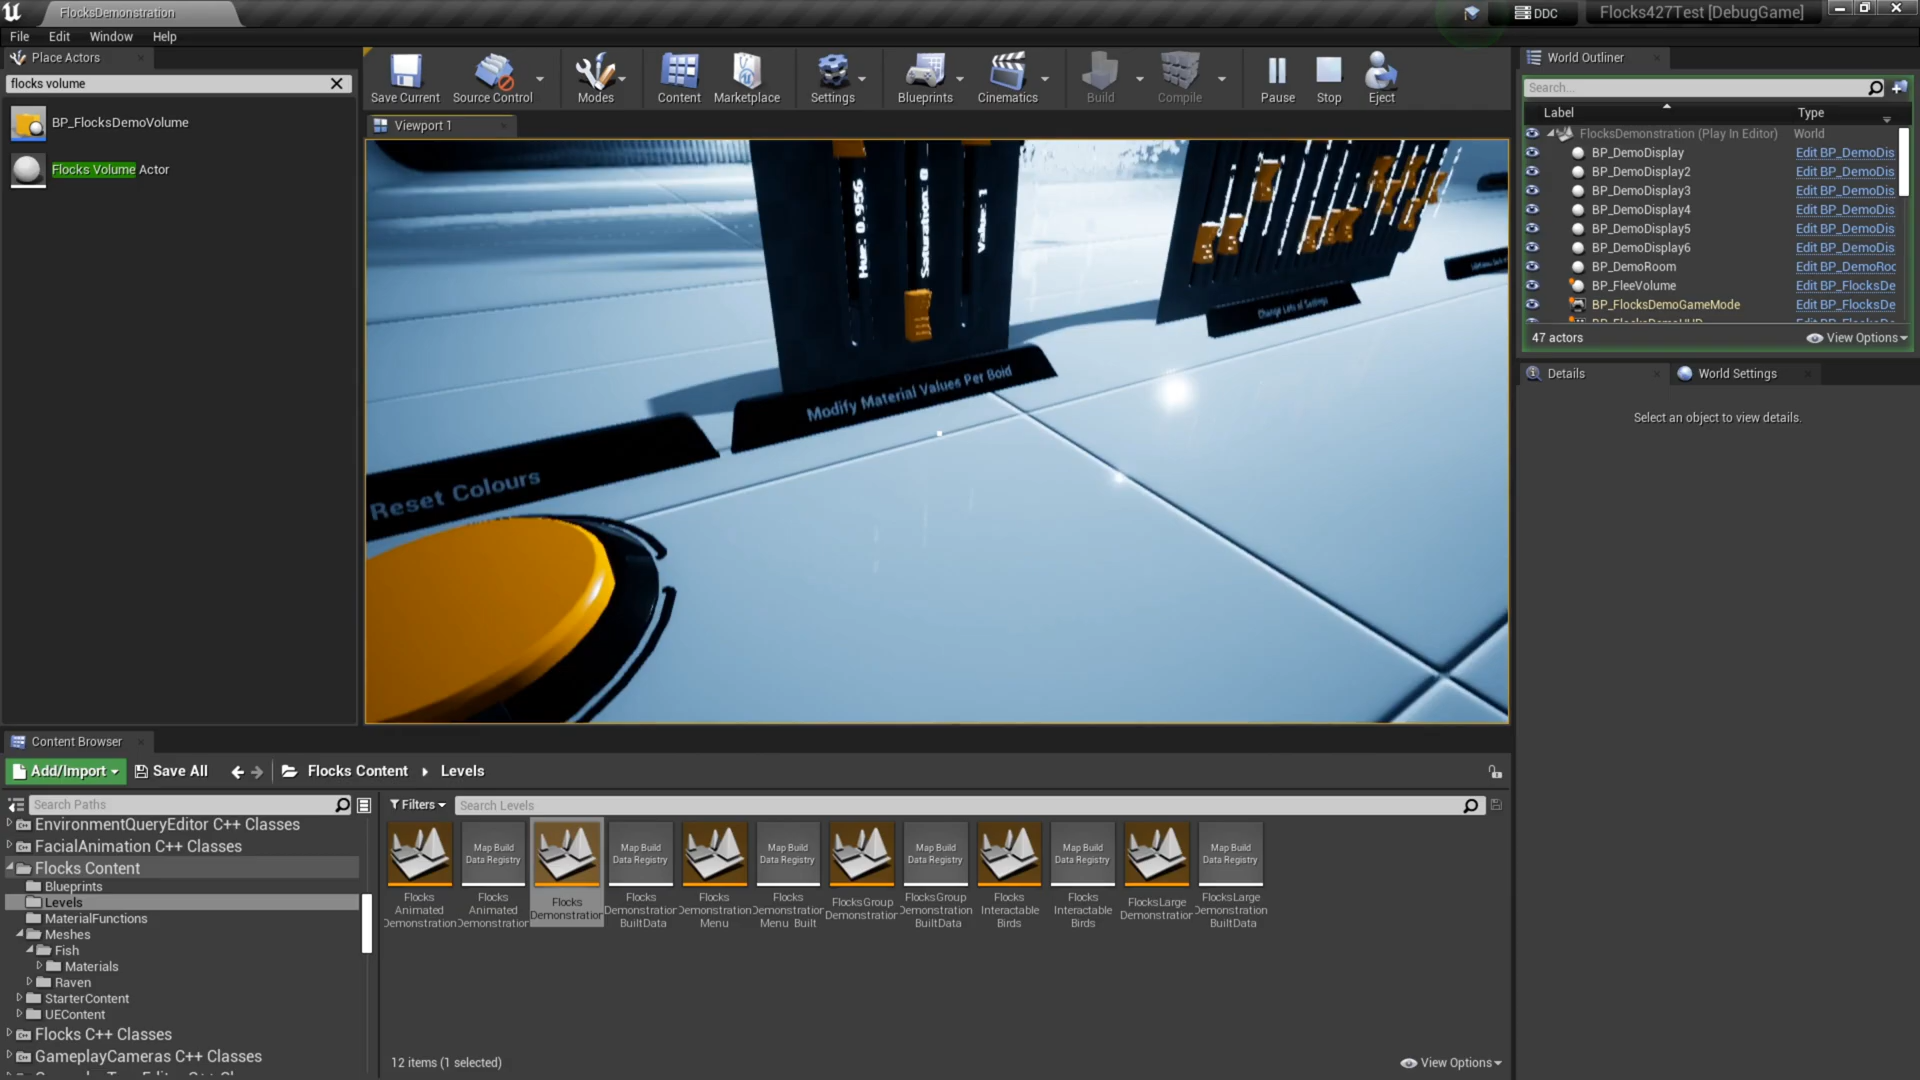 FlocksDemonstration
DDC
Flocks427Test [DebugGame]
File
Edit
Window
Help
Place Actors
flocks volume
BP_FlocksDemoVolume
Flocks Volume Actor
Save Current
Source Control
Modes
Content
Marketplace
Settings
Blueprints
Cinematics
Build
Compile
Pause
Stop
Eject
Viewport 1
Hue: 0.956
Saturation: 0
Value: 1
Change Lots of Settings
Modify Material Values Per Boid
Reset Colours
World Outliner
Search...
Label
Type
FlocksDemonstration (Play In Editor)
World
BP_DemoDisplay
Edit BP_DemoDis
BP_DemoDisplay2
Edit BP_DemoDis
BP_DemoDisplay3
Edit BP_DemoDis
BP_DemoDisplay4
Edit BP_DemoDis
BP_DemoDisplay5
Edit BP_DemoDis
BP_DemoDisplay6
Edit BP_DemoDis
BP_DemoRoom
Edit BP_DemoRoc
BP_FleeVolume
Edit BP_FlocksDe
BP_FlocksDemoGameMode
Edit BP_FlocksDe
47 actors
View Options
Details
World Settings
Select an object to view details.
Content Browser
Add/Import
Save All
Flocks Content
Levels
Search Paths
Filters
Search Levels
EnvironmentQueryEditor C++ Classes
FacialAnimation C++ Classes
Flocks Content
Blueprints
Levels
MaterialFunctions
Meshes
Fish
Materials
Raven
StarterContent
UEContent
Flocks C++ Classes
GameplayCameras C++ Classes
Flocks
Animated
Demonstration
Map Build
Data Registry
Flocks
Animated
Demonstration
Flocks
Demonstration
Map Build
Data Registry
Flocks
Demonstration
BuiltData
Flocks
Demonstration
Menu
Map Build
Data Registry
Flocks
Demonstration
Menu_Built
FlocksGroup
Demonstration
Map Build
Data Registry
FlocksGroup
Demonstration
BuiltData
Flocks
Interactable
Birds
Map Build
Data Registry
Flocks
Interactable
Birds
FlocksLarge
Demonstration
Map Build
Data Registry
FlocksLarge
Demonstration
BuiltData
12 items (1 selected)
View Options